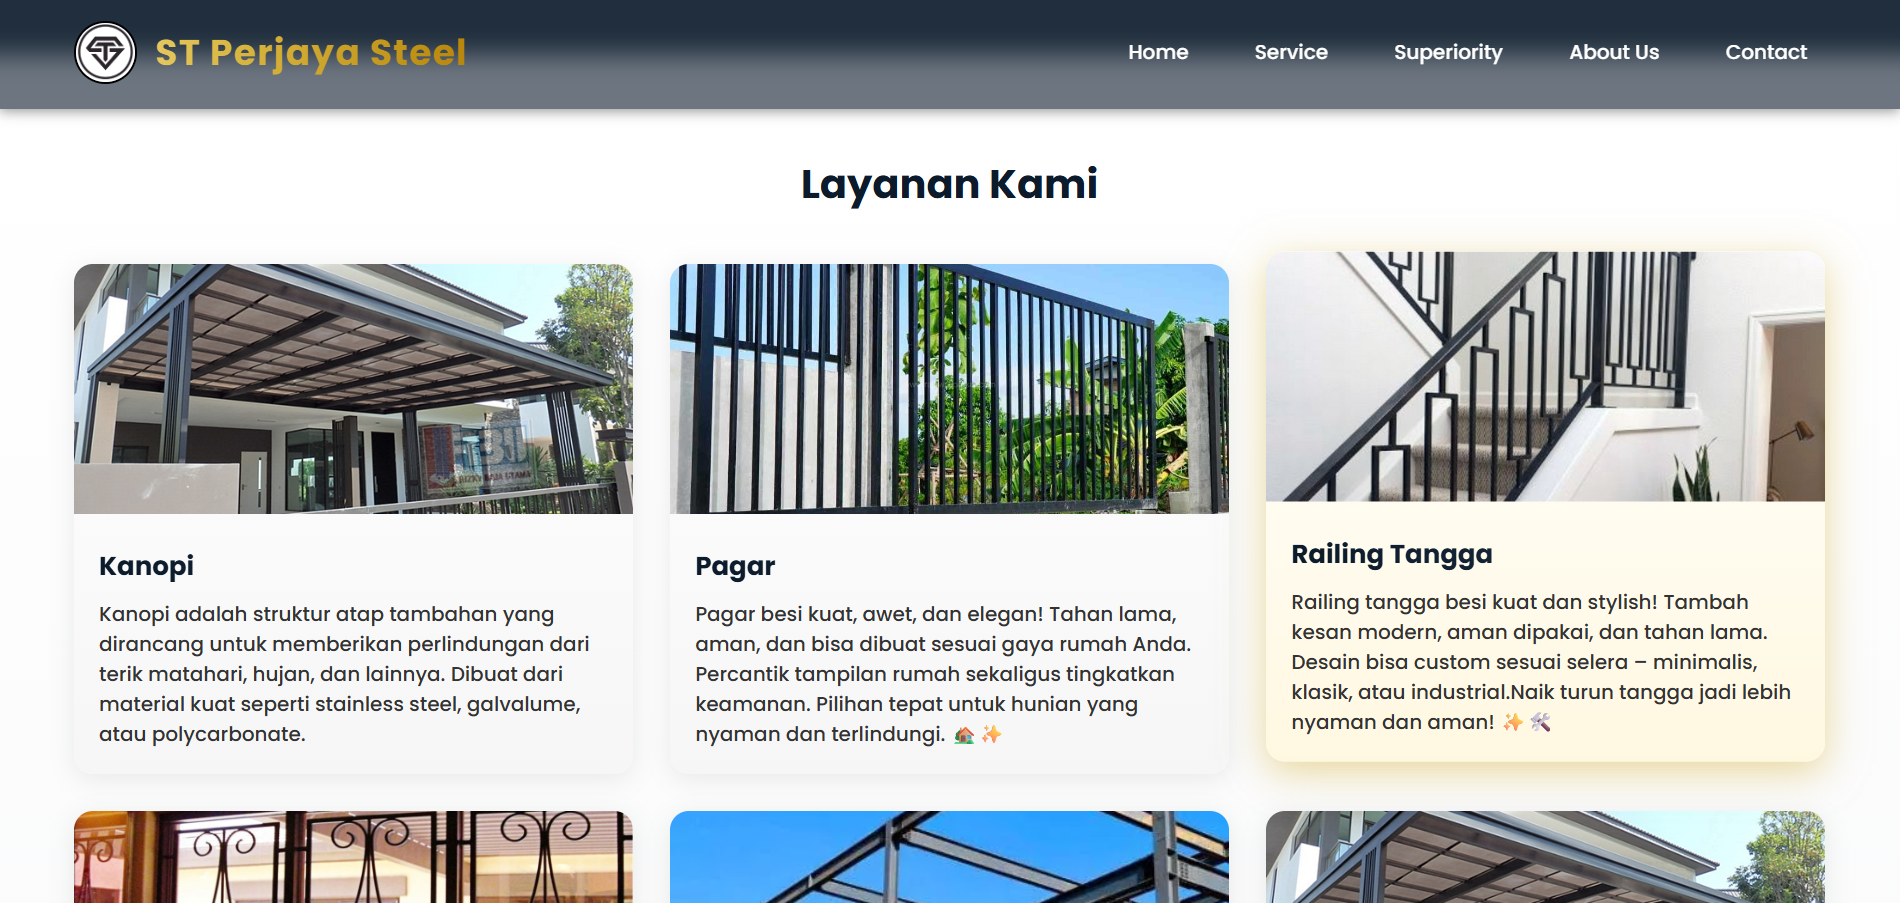 ST Perjaya Steel
Home
Service
Superiority
About Us
Contact
Layanan Kami
Kanopi
Kanopi adalah struktur atap tambahan yang
dirancang untuk memberikan perlindungan dari
terik matahari, hujan, dan lainnya. Dibuat dari
material kuat seperti stainless steel, galvalume,
atau polycarbonate.
Pagar
Pagar besi kuat, awet, dan elegan! Tahan lama,
aman, dan bisa dibuat sesuai gaya rumah Anda.
Percantik tampilan rumah sekaligus tingkatkan
keamanan. Pilihan tepat untuk hunian yang
nyaman dan terlindungi. 🏠 ✨
Railing Tangga
Railing tangga besi kuat dan stylish! Tambah
kesan modern, aman dipakai, dan tahan lama.
Desain bisa custom sesuai selera – minimalis,
klasik, atau industrial.Naik turun tangga jadi lebih
nyaman dan aman! ✨ 🛠️